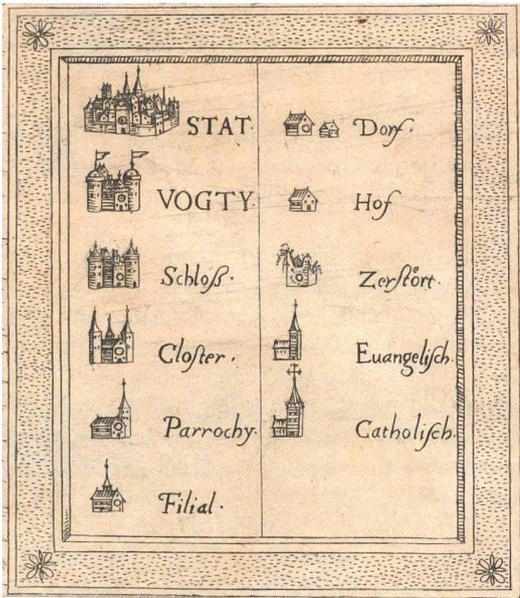 STAT.
VOGTY.
Schloß.
Closter.
Parrochy.
Filial.
Dorf.
Hof
Zerstört.
Euangelisch.
Catholisch.